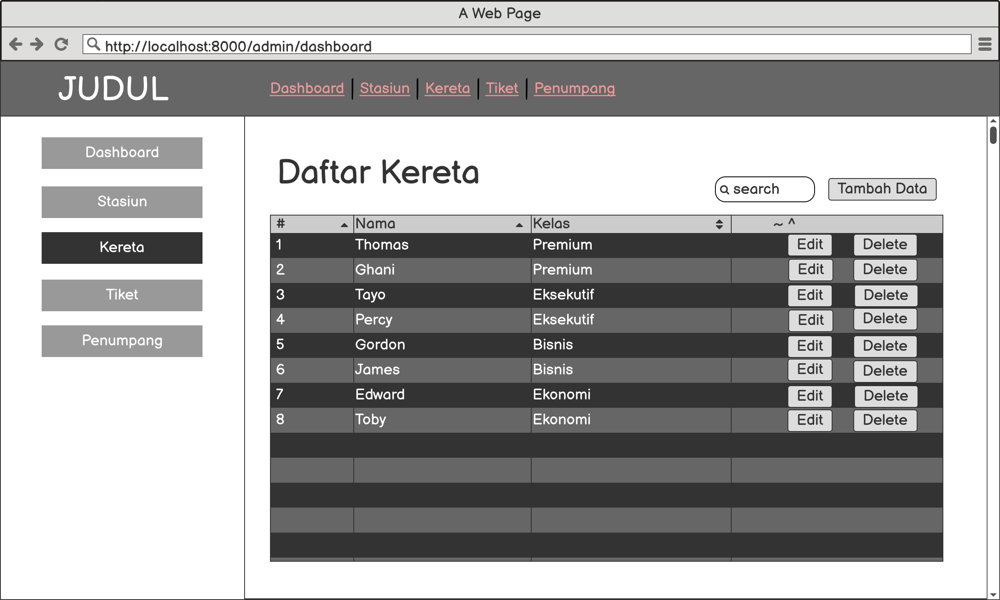 A Web Page
http://localhost:8000/admin/dashboard
JUDUL
Dashboard | Stasiun | Kereta | Tiket | Penumpang
Dashboard
Stasiun
Kereta
Tiket
Penumpang
Daftar Kereta
search
Tambah Data
# Nama Kelas ~ ^
1 Thomas Premium Edit Delete
2 Ghani Premium Edit Delete
3 Tayo Eksekutif Edit Delete
4 Percy Eksekutif Edit Delete
5 Gordon Bisnis Edit Delete
6 James Bisnis Edit Delete
7 Edward Ekonomi Edit Delete
8 Toby Ekonomi Edit Delete